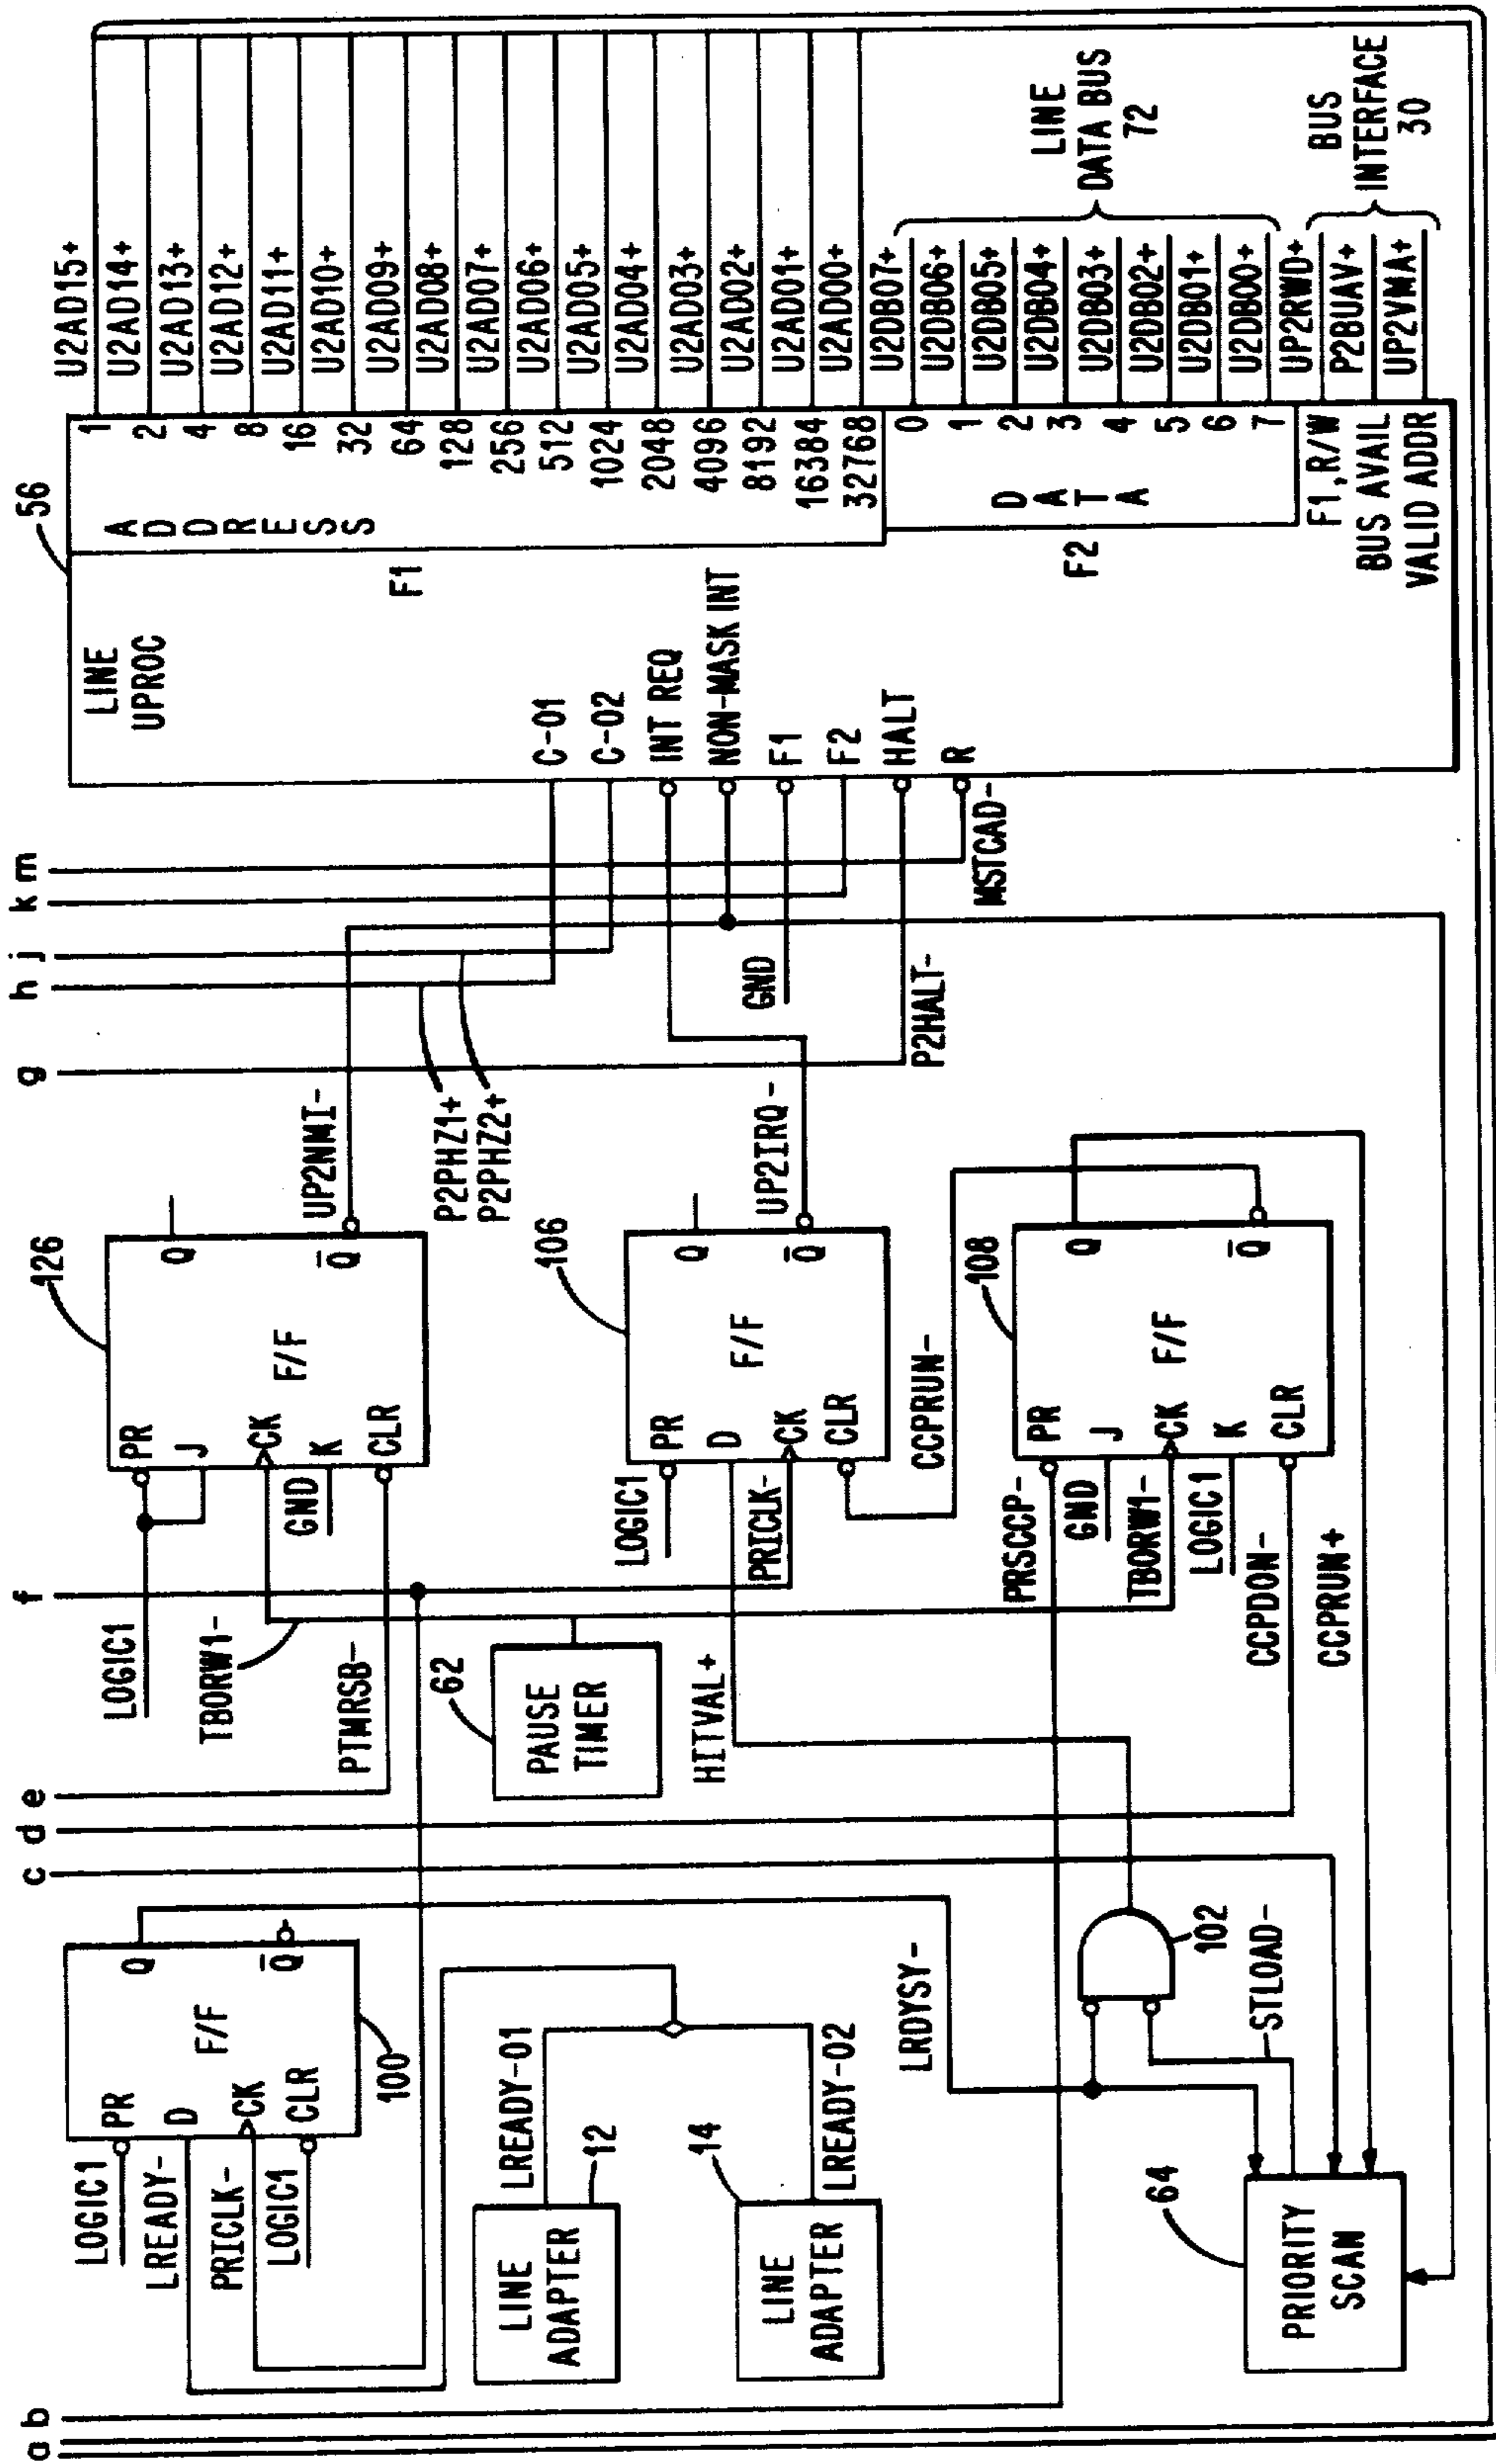 a b c d e f g h j k m
LOGIC1
LREADY-
PRICLK-
LOGIC1
PR
D
CK
CLR
F/F
Q
Q̅
100
LINE
ADAPTER
12
LREADY-01
LINE
ADAPTER
14
LREADY-02
LRDYSY-
102
STLOAD-
64
PRIORITY
SCAN
LOGIC1
TBORW1-
PTMRSB-
GND
PR
J
CK
K
CLR
F/F
Q
Q̅
126
UP2NMI-
62
PAUSE
TIMER
HITVAL+
LOGIC1
PRICLK-
PR
D
CK
CLR
F/F
Q
Q̅
106
UP2IRQ-
CCPRUN-
PRSCCP-
GND
TBORW1-
LOGIC1
CCPDON-
CCPRUN+
PR
J
CK
K
CLR
F/F
Q
Q̅
108
P2PHZ1+
P2PHZ2+
GND
P2HALT-
MSTCAD-
56
LINE
UPROC
C-01
C-02
INT REQ
NON-MASK INT
F1
F2
HALT
R
F1
ADDRESS
1
2
4
8
16
32
64
128
256
512
1024
2048
4096
8192
16384
32768
F2
DATA
0
1
2
3
4
5
6
7
F1,R/W
BUS AVAIL
VALID ADDR
U2AD15+
U2AD14+
U2AD13+
U2AD12+
U2AD11+
U2AD10+
U2AD09+
U2AD08+
U2AD07+
U2AD06+
U2AD05+
U2AD04+
U2AD03+
U2AD02+
U2AD01+
U2AD00+
U2DB07+
U2DB06+
U2DB05+
U2DB04+
U2DB03+
U2DB02+
U2DB01+
U2DB00+
UP2RWD+
P2BUAV+
UP2VMA+
LINE
DATA BUS
72
BUS
INTERFACE
30